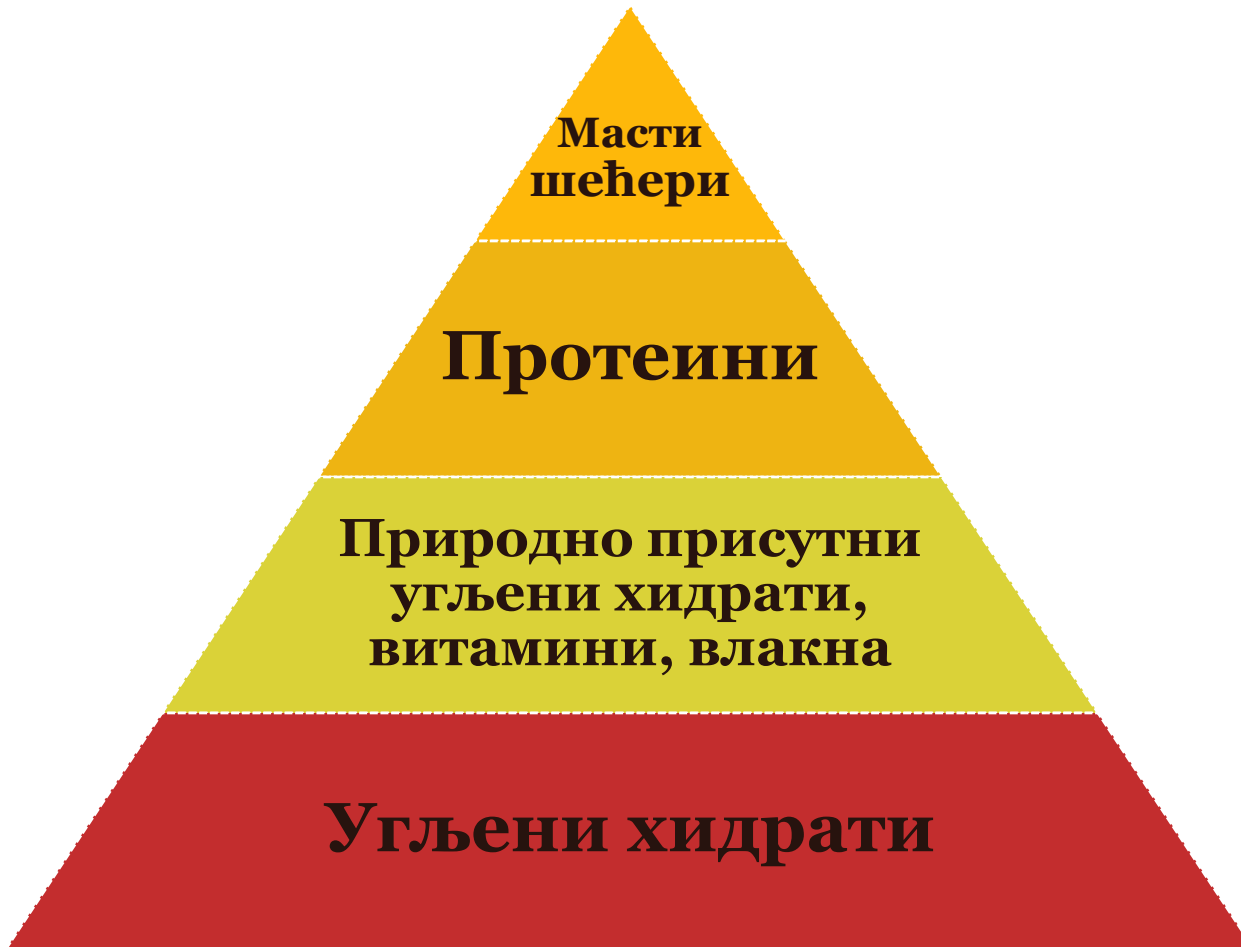 Масти
шећери
Протеини
Природно присутни
угљени хидрати,
витамини, влакна
Угљени хидрати